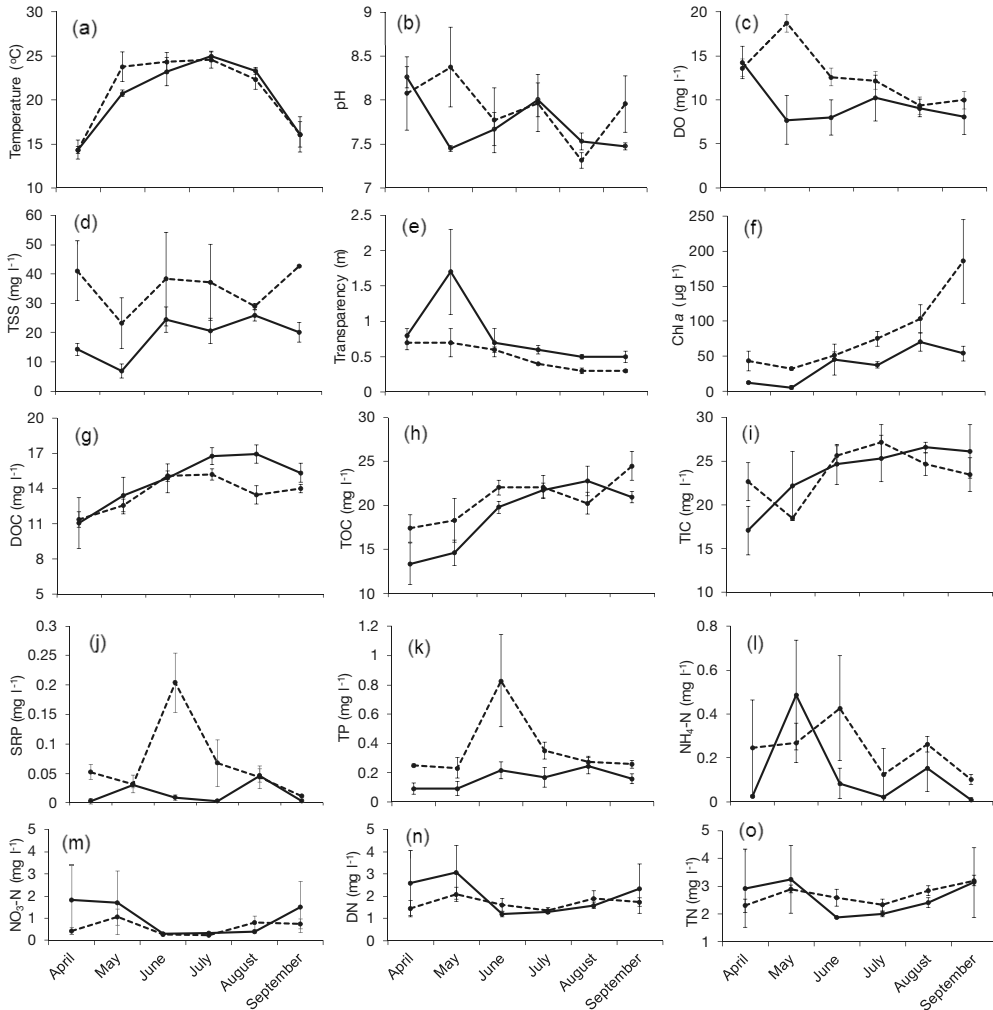 (a)
Temperature (°C)
30
25
20
15
10
(b)
pH
9
8.5
8
7.5
7
(c)
DO (mg l⁻¹)
20
15
10
5
0
(d)
TSS (mg l⁻¹)
60
50
40
30
20
10
0
(e)
Transparency (m)
2.5
2
1.5
1
0.5
0
(f)
Chl a (µg l⁻¹)
250
200
150
100
50
0
(g)
DOC (mg l⁻¹)
20
17
14
11
8
5
(h)
TOC (mg l⁻¹)
30
25
20
15
10
(i)
TIC (mg l⁻¹)
30
25
20
15
10
(j)
SRP (mg l⁻¹)
0.3
0.25
0.2
0.15
0.1
0.05
0
(k)
TP (mg l⁻¹)
1.2
1
0.8
0.6
0.4
0.2
0
(l)
NH₄-N (mg l⁻¹)
0.8
0.6
0.4
0.2
0
(m)
NO₃-N (mg l⁻¹)
5
4
3
2
1
0
April
May
June
July
August
September
(n)
DN (mg l⁻¹)
5
4
3
2
1
0
April
May
June
July
August
September
(o)
TN (mg l⁻¹)
5
4
3
2
1
April
May
June
July
August
September